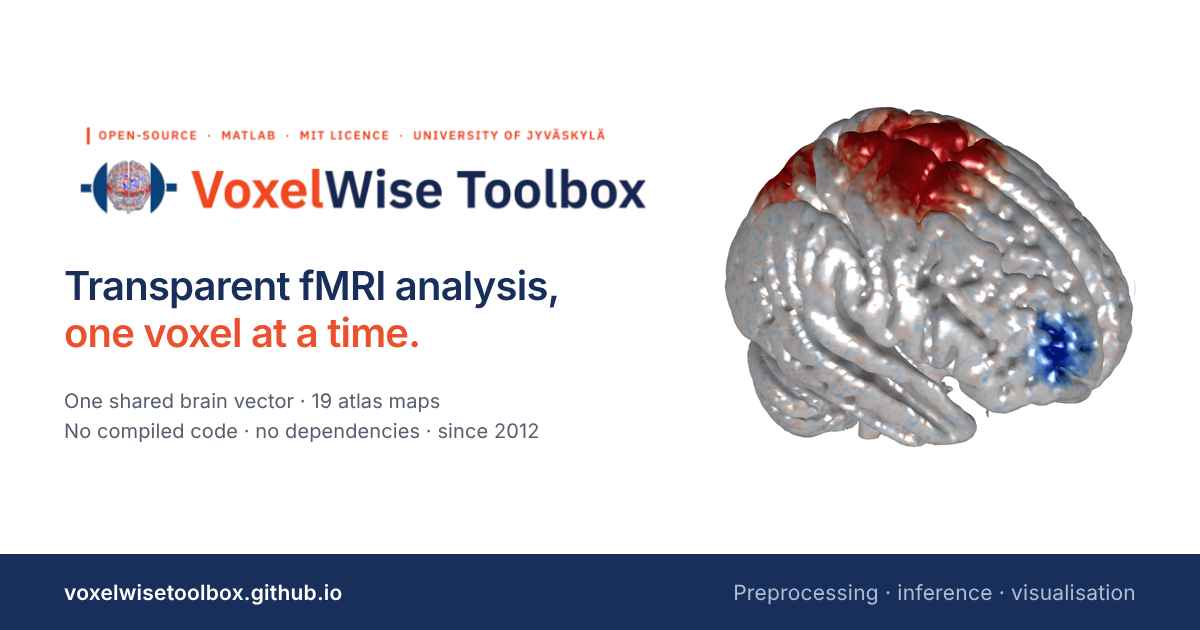 OPEN-SOURCE · MATLAB · MIT LICENCE · UNIVERSITY OF JYVÄSKYLÄ
VoxelWise Toolbox
Transparent fMRI analysis,
one voxel at a time.
One shared brain vector · 19 atlas maps
No compiled code · no dependencies · since 2012
voxelwisetoolbox.github.io
Preprocessing · inference · visualisation